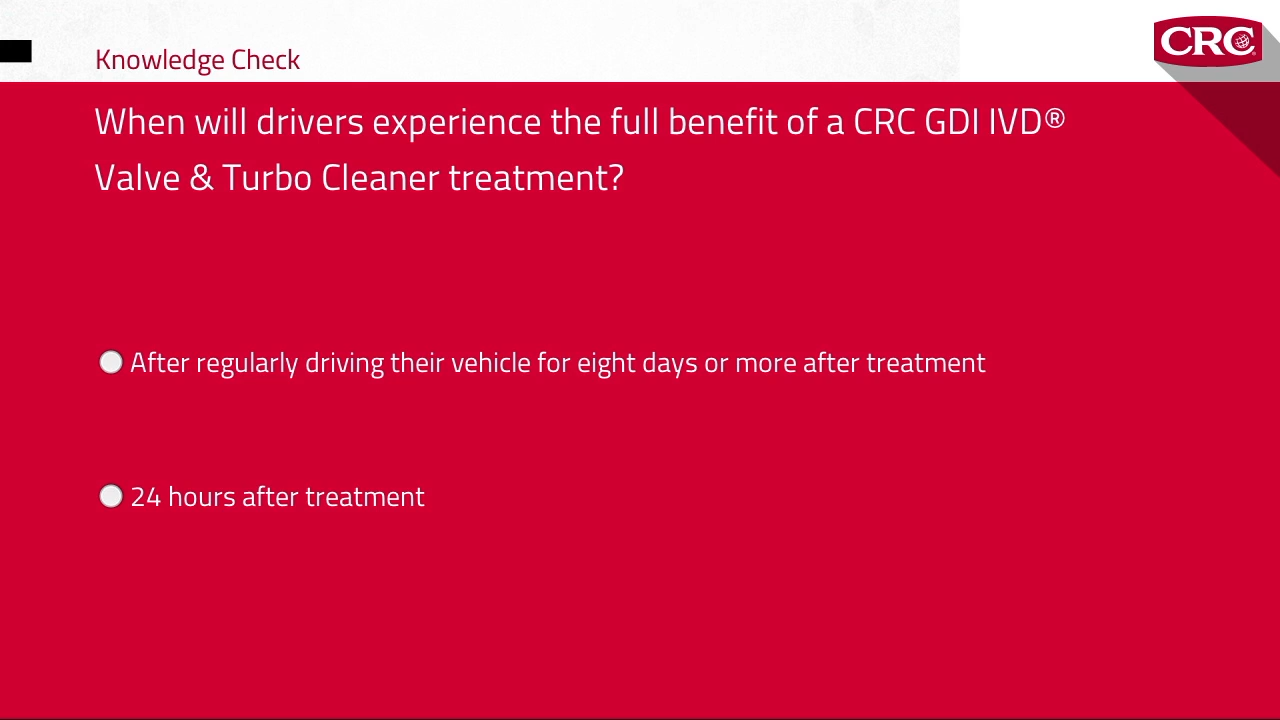 Knowledge Check
CRC
When will drivers experience the full benefit of a CRC GDI IVD®
Valve & Turbo Cleaner treatment?
After regularly driving their vehicle for eight days or more after treatment
24 hours after treatment